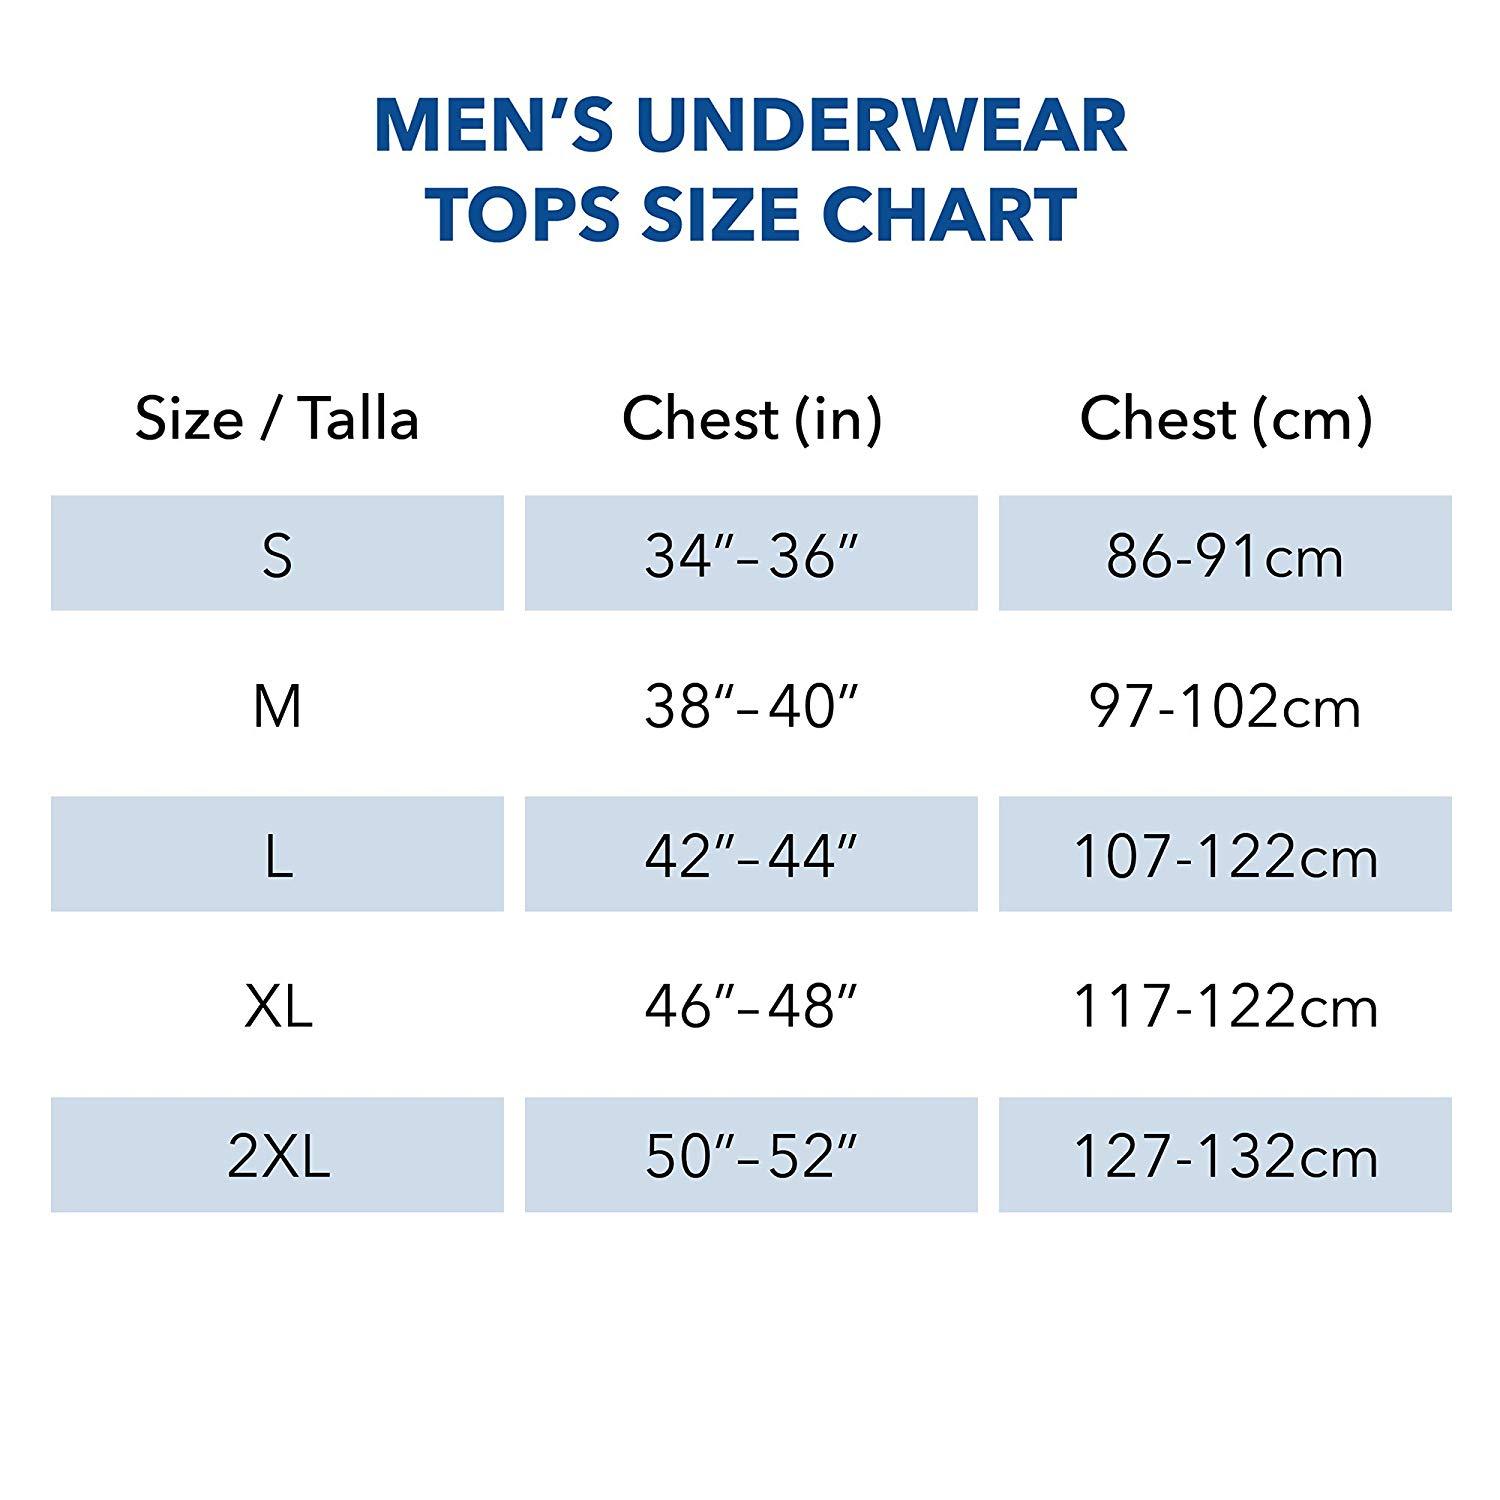 MEN’S UNDERWEAR
TOPS SIZE CHART
Size / Talla Chest (in) Chest (cm)
S 34”–36” 86-91cm
M 38“–40” 97-102cm
L 42”–44” 107-122cm
XL 46”–48” 117-122cm
2XL 50”–52” 127-132cm